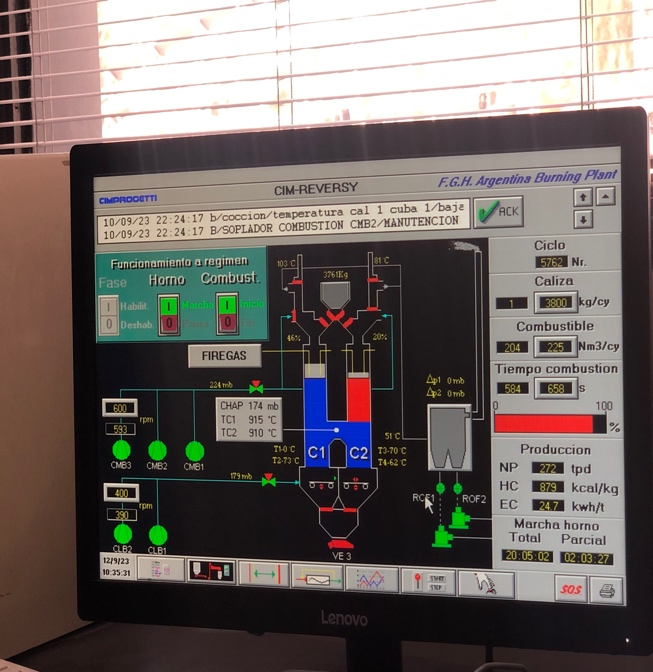 CIMPROGETTI
CIM-REVERSY
F.G.H. Argentina Burning Plant
10/09/23 22:24:17 b/coccion/temperatura cal 1 cuba 1/baja
10/09/23 22:24:17 B/SOPLADOR COMBUSTION CMB2/MANUTENCION
ACK
Funcionamiento a regimen
Fase Horno Combust.
I Habilit. I Marcha I Inicio
0 Deshab. 0 0
103°C 81°C
3761Kg
46% 20%
FIREGAS
224 mb
CHAP 174 mb
TC1 915 °C
TC2 910 °C
600 rpm
593
CMB3 CMB2 CMB1
C1 C2
T1-0°C
T2-73°C
T3-70°C
T4-62°C
51°C
Δp1 0mb
Δp2 0mb
179mb
400 rpm
390
CLB2 CLB1
ROF1 ROF2
VE 3
Ciclo
5762 Nr.
Caliza
1 3800 kg/cy
Combustible
204 225 Nm3/cy
Tiempo combustion
584 658 s
0 100
%
Produccion
NP 272 tpd
HC 879 kcal/kg
EC 24.7 kwh/t
Marcha horno
Total Parcial
20:05:02 02:03:27
12/9/23
10:35:31
START
STOP
SOS
Lenovo